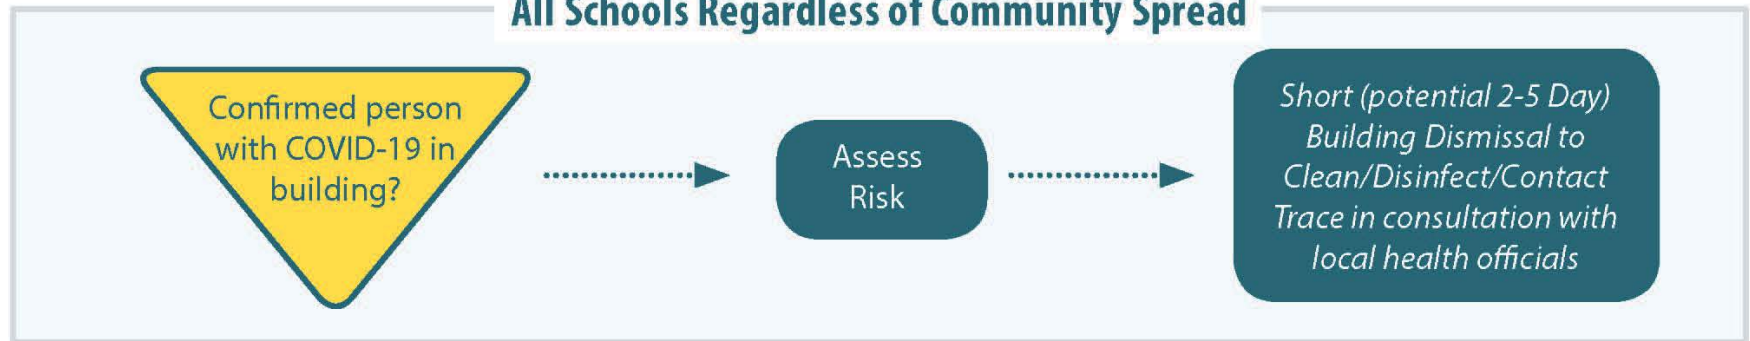 All Schools Regardless of Community Spread
Confirmed person
with COVID-19 in
building?
Assess
Risk
Short (potential 2-5 Day)
Building Dismissal to
Clean/Disinfect/Contact
Trace in consultation with
local health officials